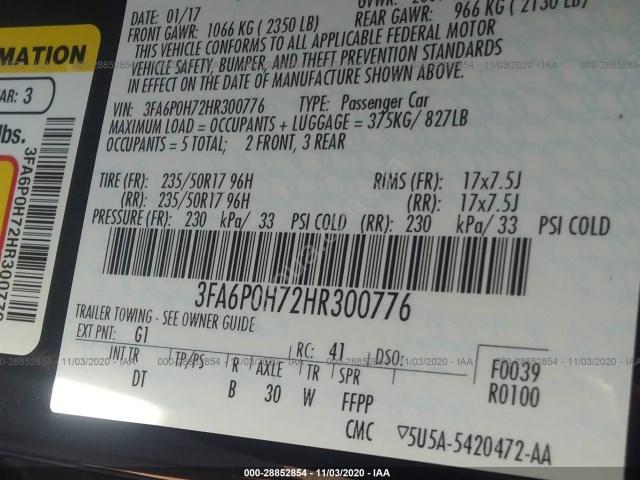 DATE: 01/17
FRONT GAWR: 1066 KG ( 2350 LB)
REAR GAWR: 966 KG ( 2130 LB)
THIS VEHICLE CONFORMS TO ALL APPLICABLE FEDERAL MOTOR
VEHICLE SAFETY, BUMPER, AND THEFT PREVENTION STANDARDS
IN EFFECT ON THE DATE OF MANUFACTURE SHOWN ABOVE.
VIN: 3FA6P0H72HR300776 TYPE: Passenger Car
MAXIMUM LOAD = OCCUPANTS + LUGGAGE = 375KG/ 827LB
OCCUPANTS = 5 TOTAL; 2 FRONT, 3 REAR
TIRE (FR): 235/50R17 96H RIMS (FR): 17x7.5J
(RR): 235/50R17 96H (RR): 17x7.5J
PRESSURE (FR): 230 kPa/ 33 PSI COLD (RR): 230 kPa/ 33 PSI COLD
3FA6P0H72HR300776
TRAILER TOWING - SEE OWNER GUIDE
EXT PNT: G1 RC: 41 DSO:
INT TR TP/PS R AXLE TR SPR
DT B 30 W FFPP
F0039
R0100
CMC ▽5U5A-5420472-AA
RMATION
AR: 3
lbs.
3FA6P0H72HR300776
000-28852854 - 11/03/2020 - IAA